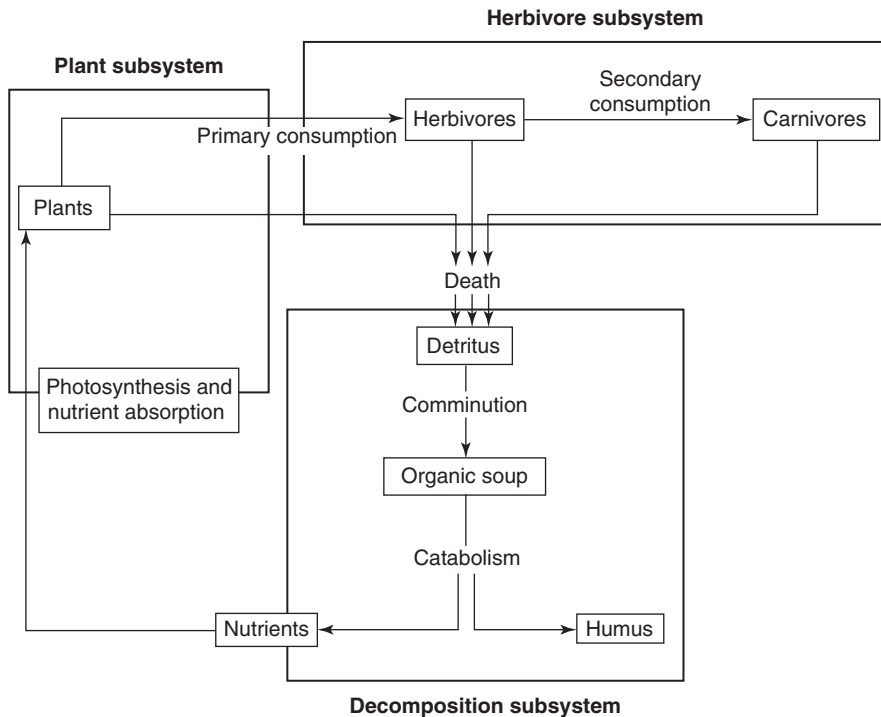 Herbivore subsystem
Plant subsystem
Secondary
consumption
Herbivores
Carnivores
Primary consumption
Plants
Death
Detritus
Photosynthesis and
nutrient absorption
Comminution
Organic soup
Catabolism
Nutrients
Humus
Decomposition subsystem